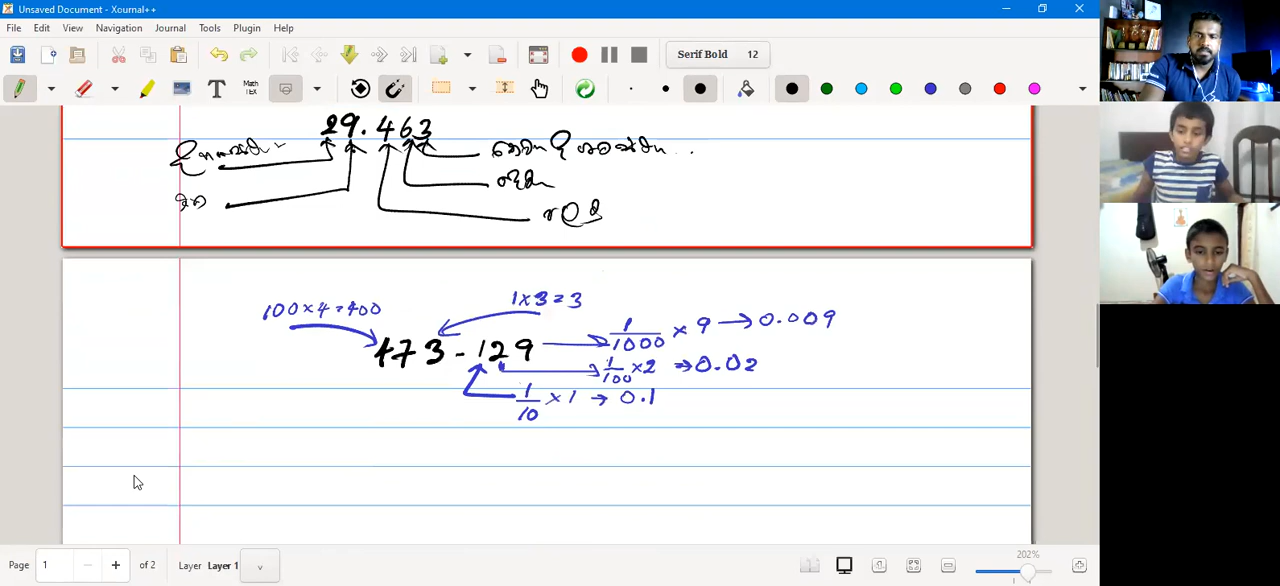 Unsaved Document - Xournal++
File Edit View Navigation Journal Tools Plugin Help
Serif Bold 12
Math
TEX
29.463
100×4=400
1×3=3
473-129
1/1000 × 9 → 0.009
1/100 ×2 → 0.02
1/10 ×1 → 0.1
Page 1 of 2 Layer Layer 1 202%